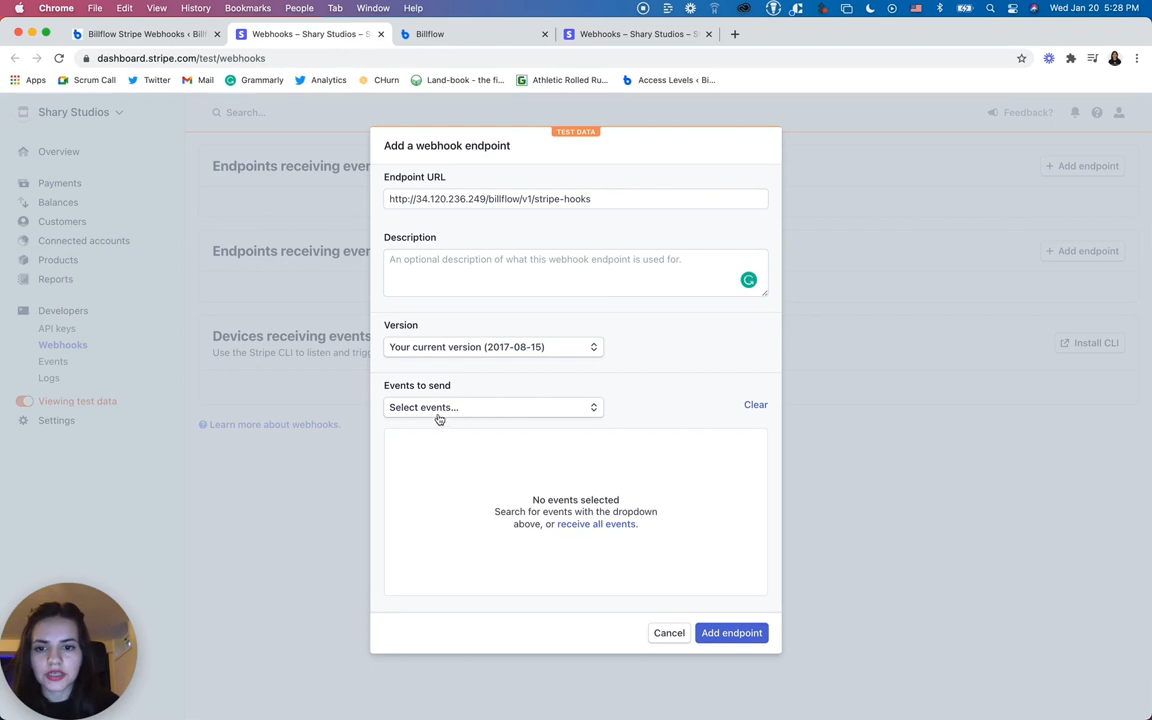 Chrome File Edit View History Bookmarks People Tab Window Help
Wed Jan 20 5:28 PM
Billflow Stripe Webhooks ‹ Billf
Webhooks – Shary Studios – S
Billflow
Webhooks – Shary Studios – S
dashboard.stripe.com/test/webhooks
Apps Scrum Call Twitter Mail Grammarly Analytics CHurn Land-book - the fi... Athletic Rolled Ru... Access Levels ‹ Bi...
Shary Studios
Search...
Feedback?
Overview
Payments
Balances
Customers
Connected accounts
Products
Reports
Developers
API keys
Webhooks
Events
Logs
Viewing test data
Settings
Endpoints receiving even
+ Add endpoint
Endpoints receiving even
+ Add endpoint
Devices receiving events
Use the Stripe CLI to listen and trigg
Install CLI
Learn more about webhooks.
TEST DATA
Add a webhook endpoint
Endpoint URL
http://34.120.236.249/billflow/v1/stripe-hooks
Description
An optional description of what this webhook endpoint is used for.
Version
Your current version (2017-08-15)
Events to send
Select events...
Clear
No events selected
Search for events with the dropdown
above, or receive all events.
Cancel
Add endpoint